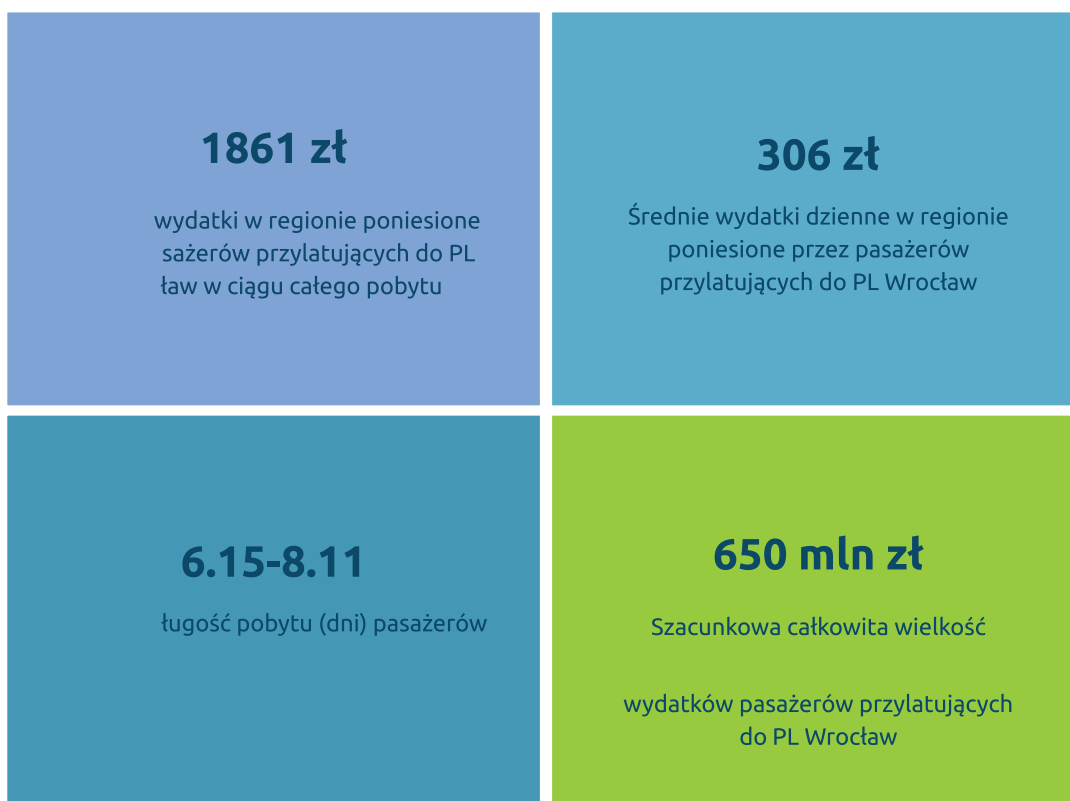 1861 zł
wydatki w regionie poniesione
sażerów przylatujących do PL
ław w ciągu całego pobytu
306 zł
Średnie wydatki dzienne w regionie
poniesione przez pasażerów
przylatujących do PL Wrocław
6.15-8.11
ługość pobytu (dni) pasażerów
650 mln zł
Szacunkowa całkowita wielkość
wydatków pasażerów przylatujących
do PL Wrocław